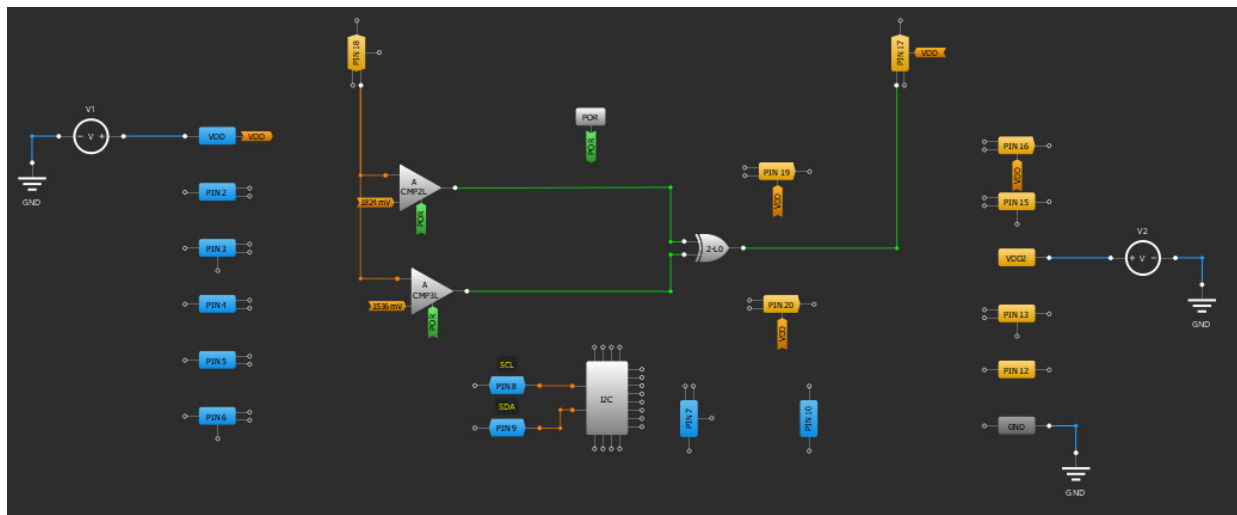 PIN 18
PIN 17
VDD
V1
- V +
VDD
VDD
POR
POR
PIN 16
VDD
PIN 19
VDD
A
CMP2L
1824 mV
POR
PIN 2
PIN 15
GND
V2
2-L0
PIN 3
VDD2
+ V -
A
CMP3L
1536 mV
POR
PIN 4
PIN 20
VDD
PIN 13
GND
PIN 5
SCL
PIN 8
PIN 12
I2C
SDA
PIN 9
PIN 6
PIN 7
PIN 10
GND
GND